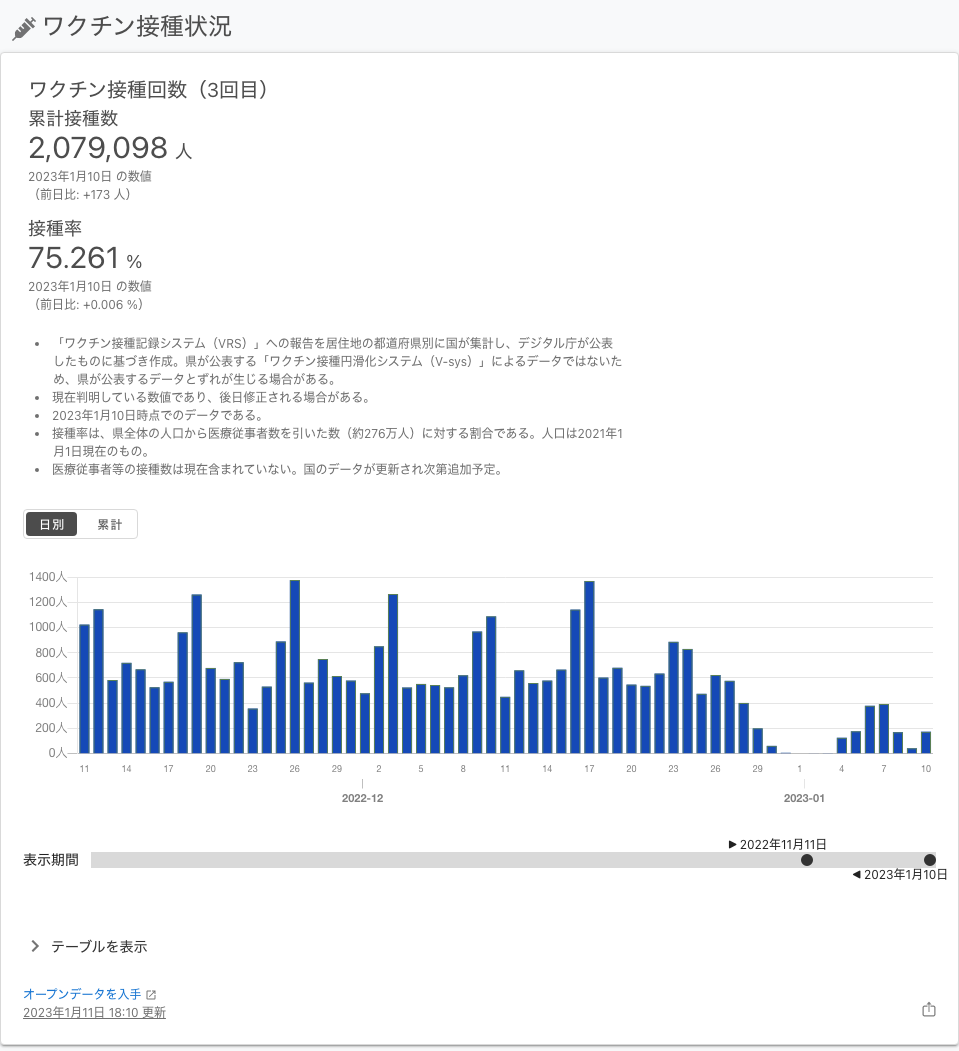 ワクチン接種状況
ワクチン接種回数（3回目）
累計接種数
2,079,098 人
2023年1月10日 の数値
（前日比: +173 人）
接種率
75.261 %
2023年1月10日 の数値
（前日比: +0.006 %）
• 「ワクチン接種記録システム（VRS）」への報告を居住地の都道府県別に国が集計し、デジタル庁が公表
したものに基づき作成。県が公表する「ワクチン接種円滑化システム（V-sys）」によるデータではないた
め、県が公表するデータとずれが生じる場合がある。
• 現在判明している数値であり、後日修正される場合がある。
• 2023年1月10日時点でのデータである。
• 接種率は、県全体の人口から医療従事者数を引いた数（約276万人）に対する割合である。人口は2021年1
月1日現在のもの。
• 医療従事者等の接種数は現在含まれていない。国のデータが更新され次第追加予定。
日別 累計
1400人
1200人
1000人
800人
600人
400人
200人
0人
11 14 17 20 23 26 29 2 5 8 11 14 17 20 23 26 29 1 4 7 10
2022-12 2023-01
▶ 2022年11月11日
表示期間
◀ 2023年1月10日
テーブルを表示
オープンデータを入手
2023年1月11日 18:10 更新